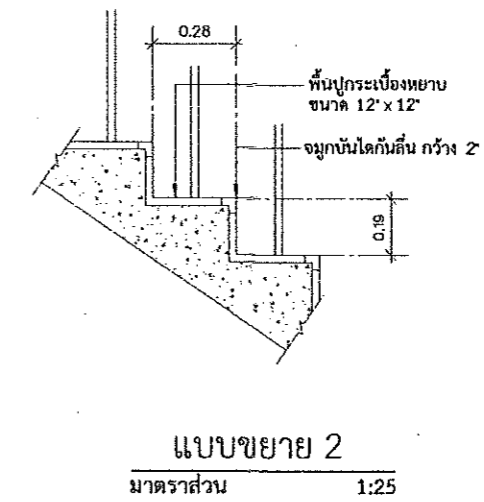 0.28
พื้นปูกระเบื้องหยาบ
ขนาด 12" x 12"
จมูกบันไดกันลื่น กว้าง 2"
0.19
แบบขยาย 2
มาตราส่วน 1:25